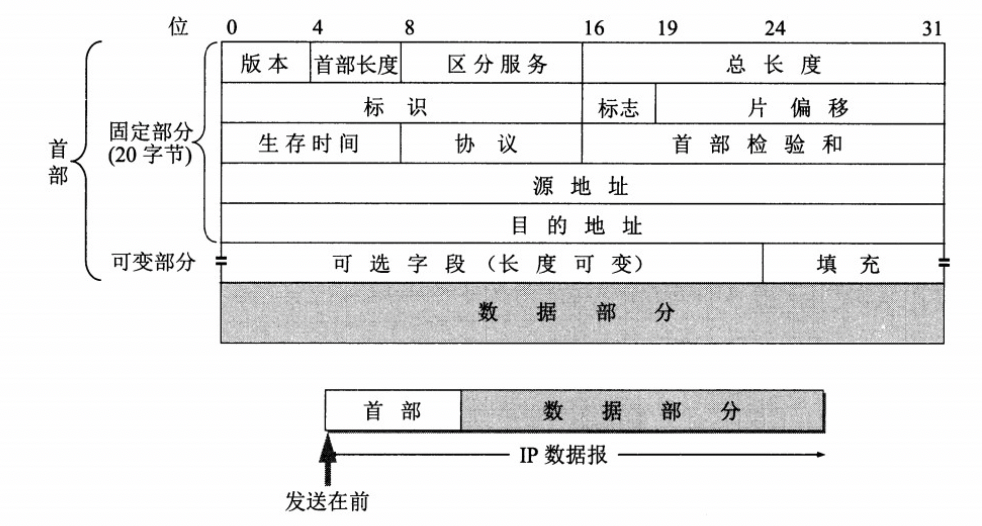 位 0 4 8 16 19 24 31
版本 首部长度 区分服务 总长度
标识 标志 片偏移
固定部分
(20 字节)
首部
生存时间 协议 首部检验和
源地址
目的地址
可变部分 可选字段（长度可变） 填充
数据部分
首部 数据部分
IP 数据报
发送在前